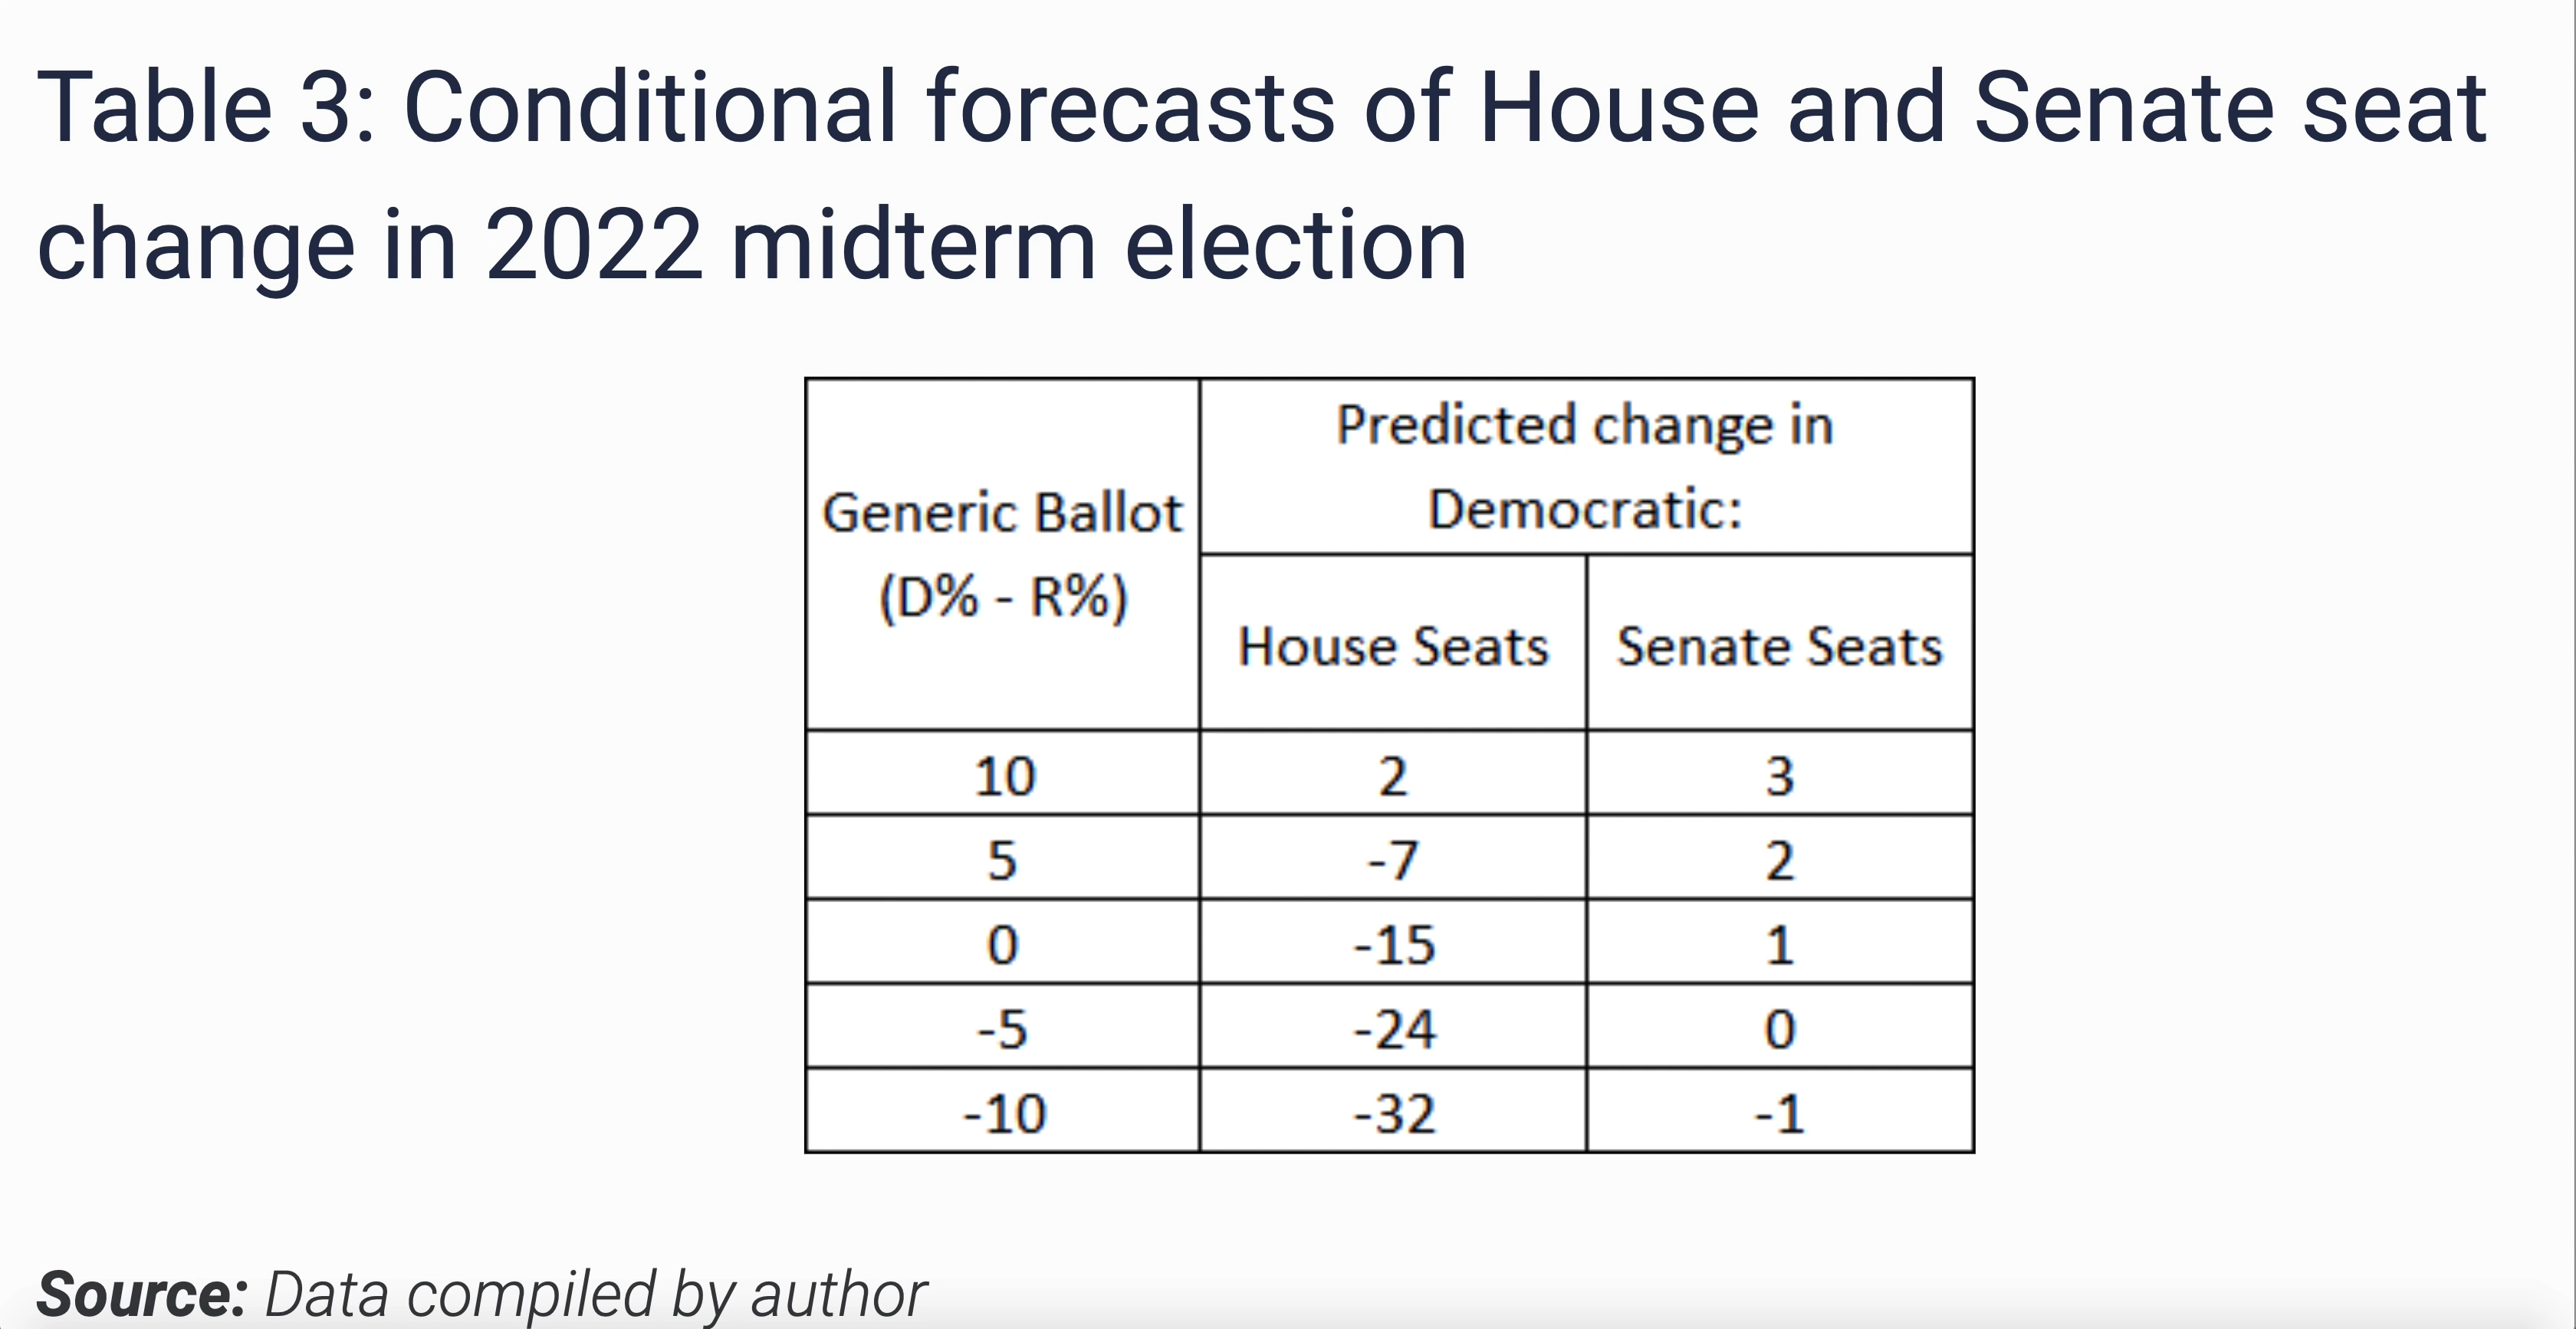 Table 3: Conditional forecasts of House and Senate seat
change in 2022 midterm election
Generic Ballot
(D% - R%)
Predicted change in
Democratic:
House Seats Senate Seats
10 2 3
5 -7 2
0 -15 1
-5 -24 0
-10 -32 -1
Source: Data compiled by author